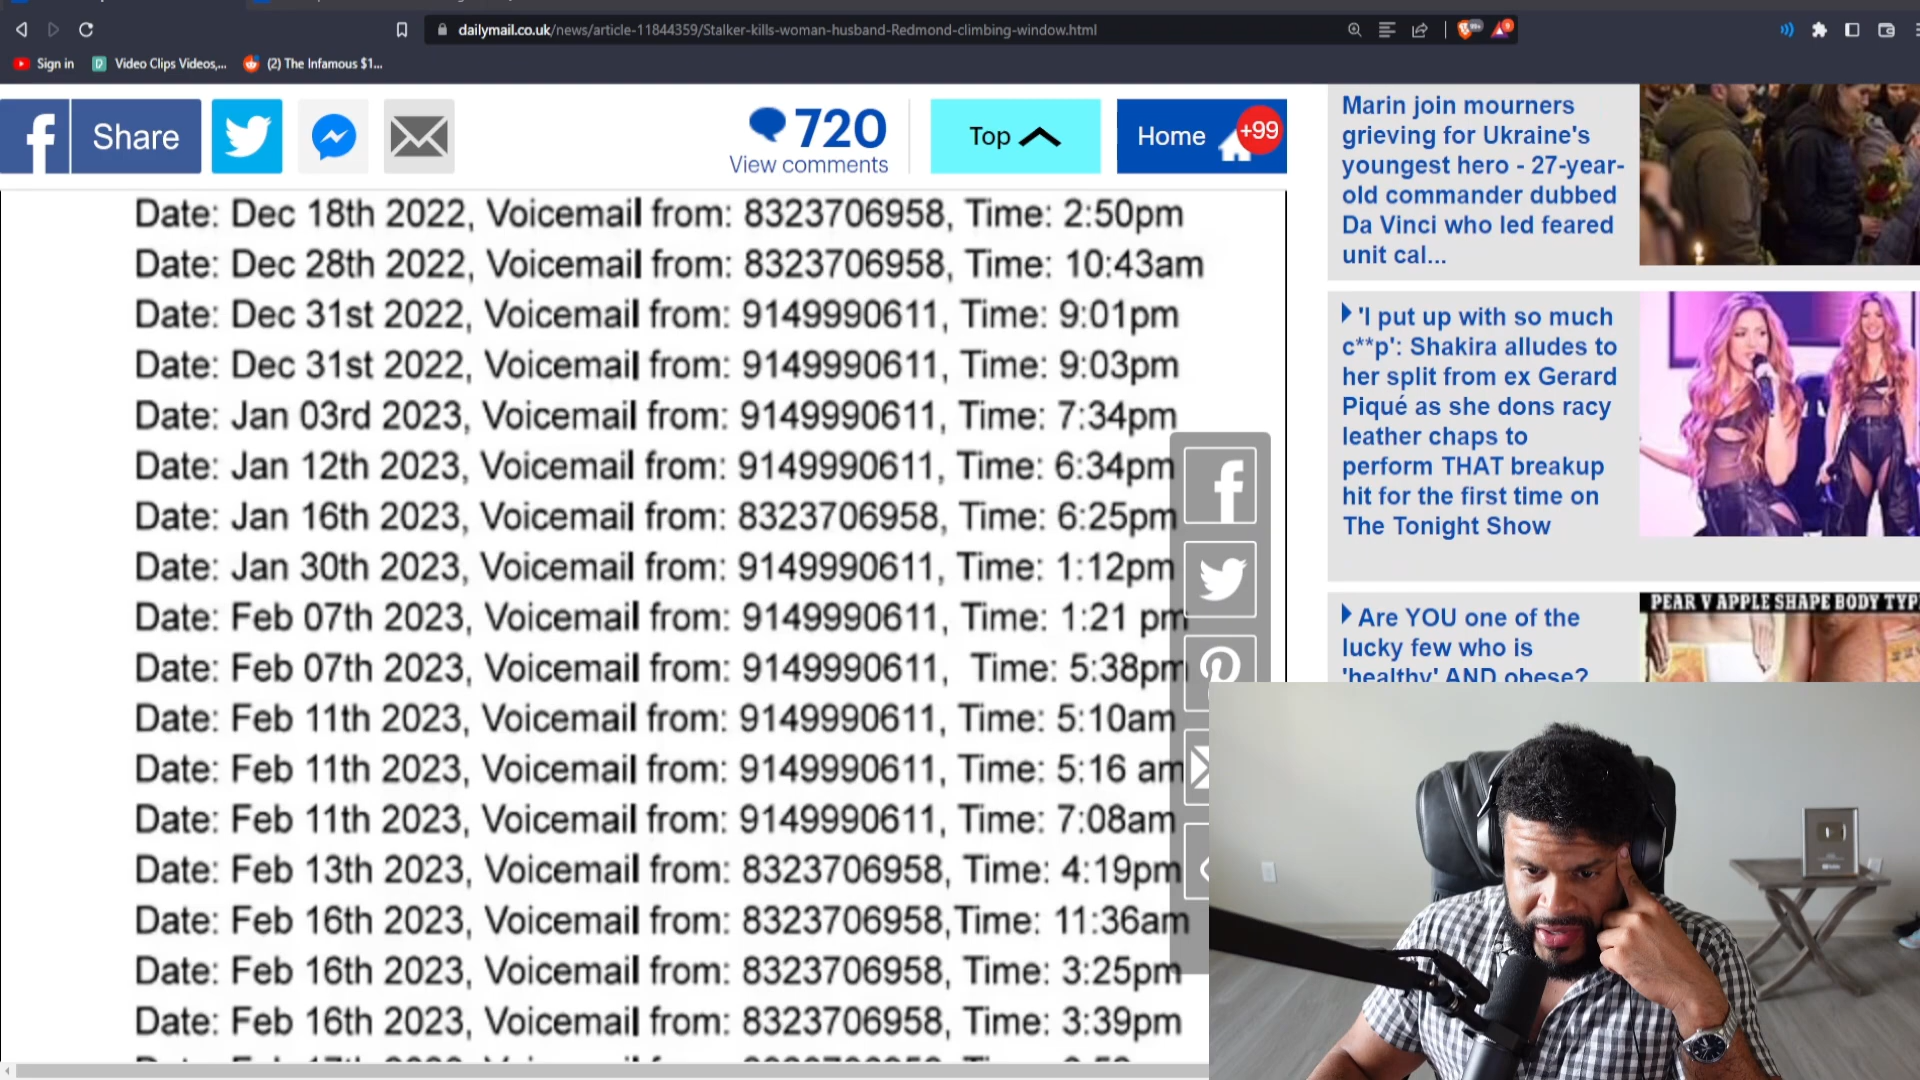 dailymail.co.uk/news/article-11844359/Stalker-kills-woman-husband-Redmond-climbing-window.html
Sign in
Video Clips Videos,...
(2) The Infamous $1...
Share
720
View comments
Top
Home
+99
Date: Dec 18th 2022, Voicemail from: 8323706958, Time: 2:50pm
Date: Dec 28th 2022, Voicemail from: 8323706958, Time: 10:43am
Date: Dec 31st 2022, Voicemail from: 9149990611, Time: 9:01pm
Date: Dec 31st 2022, Voicemail from: 9149990611, Time: 9:03pm
Date: Jan 03rd 2023, Voicemail from: 9149990611, Time: 7:34pm
Date: Jan 12th 2023, Voicemail from: 9149990611, Time: 6:34pm
Date: Jan 16th 2023, Voicemail from: 8323706958, Time: 6:25pm
Date: Jan 30th 2023, Voicemail from: 9149990611, Time: 1:12pm
Date: Feb 07th 2023, Voicemail from: 9149990611, Time: 1:21 pm
Date: Feb 07th 2023, Voicemail from: 9149990611, Time: 5:38pm
Date: Feb 11th 2023, Voicemail from: 9149990611, Time: 5:10am
Date: Feb 11th 2023, Voicemail from: 9149990611, Time: 5:16 am
Date: Feb 11th 2023, Voicemail from: 9149990611, Time: 7:08am
Date: Feb 13th 2023, Voicemail from: 8323706958, Time: 4:19pm
Date: Feb 16th 2023, Voicemail from: 8323706958,Time: 11:36am
Date: Feb 16th 2023, Voicemail from: 8323706958, Time: 3:25pm
Date: Feb 16th 2023, Voicemail from: 8323706958, Time: 3:39pm
Marin join mourners
grieving for Ukraine's
youngest hero - 27-year-
old commander dubbed
Da Vinci who led feared
unit cal...
'I put up with so much
c**p': Shakira alludes to
her split from ex Gerard
Piqué as she dons racy
leather chaps to
perform THAT breakup
hit for the first time on
The Tonight Show
Are YOU one of the
lucky few who is
'healthy' AND obese?
PEAR V APPLE SHAPE BODY TYP